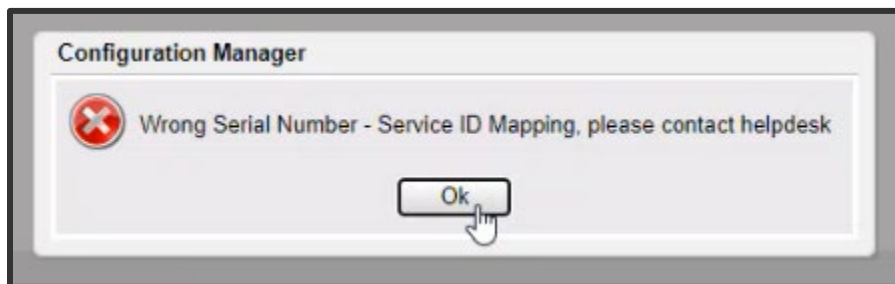 Configuration Manager
Wrong Serial Number - Service ID Mapping, please contact helpdesk
Ok